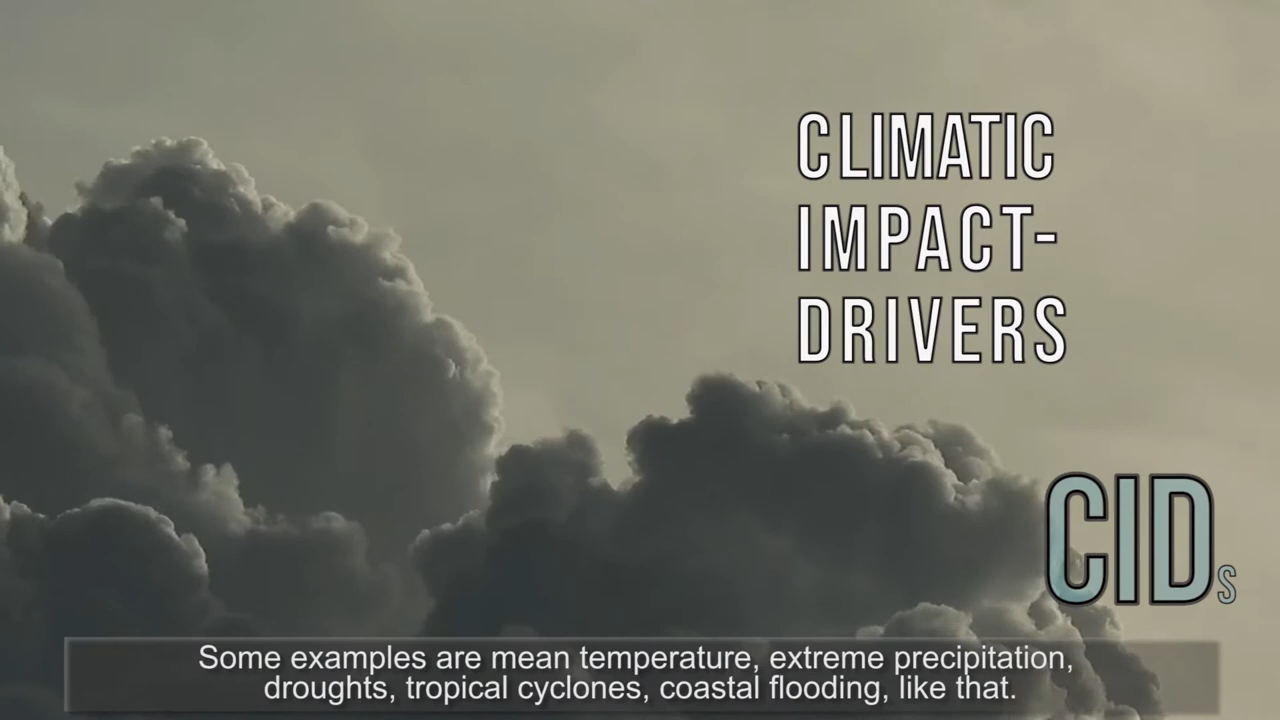 CLIMATIC
IMPACT-
DRIVERS
CIDs
Some examples are mean temperature, extreme precipitation,
droughts, tropical cyclones, coastal flooding, like that.